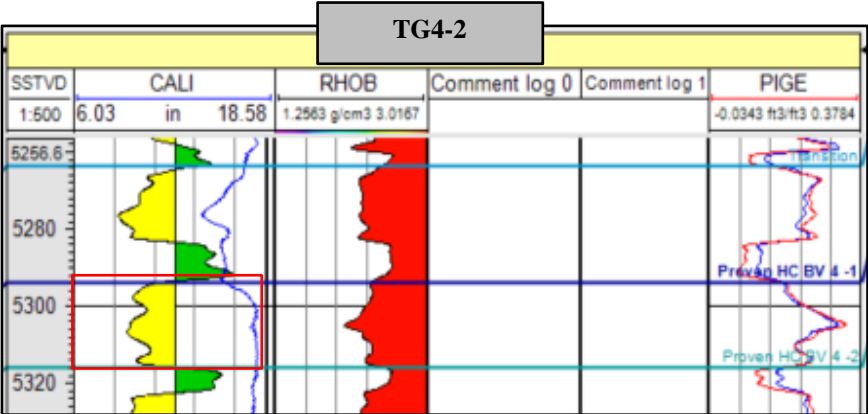 TG4-2
SSTVD CALI RHOB Comment log 0 Comment log 1 PIGE
1:500 6.03 in 18.58 1.2563 g/cm3 3.0167 -0.0343 ft3/ft3 0.3784
5256.6
Transition
5280
Proven HC BV 4 -1
5300
Proven HC BV 4 -2
5320